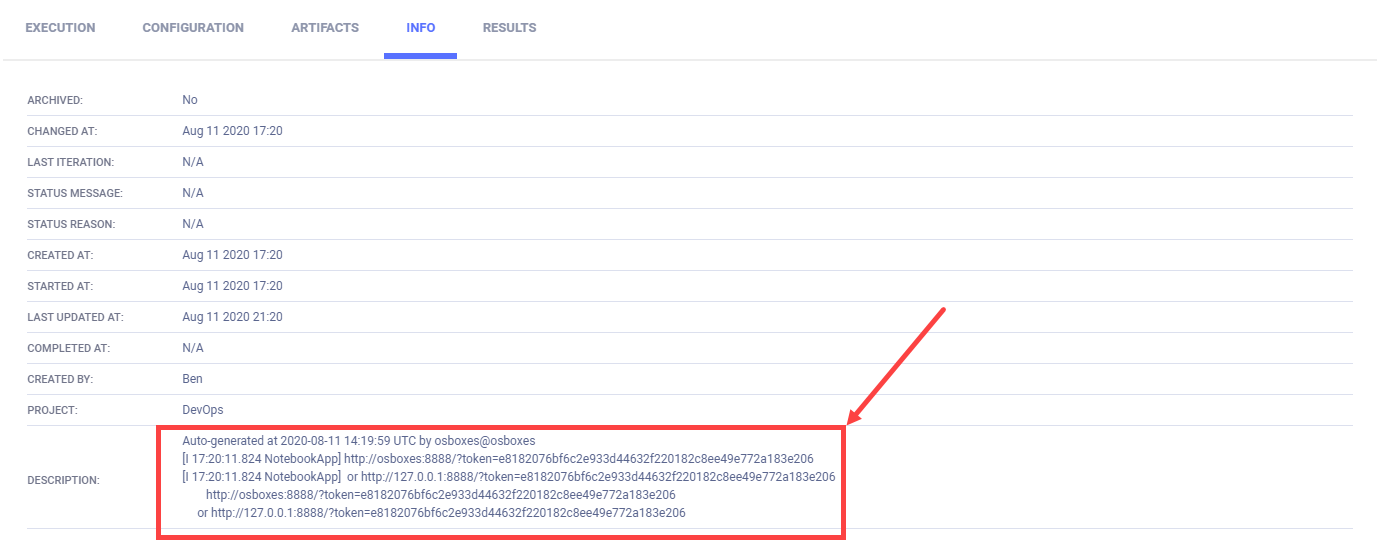 EXECUTION CONFIGURATION ARTIFACTS INFO RESULTS
ARCHIVED: No
CHANGED AT: Aug 11 2020 17:20
LAST ITERATION: N/A
STATUS MESSAGE: N/A
STATUS REASON: N/A
CREATED AT: Aug 11 2020 17:20
STARTED AT: Aug 11 2020 17:20
LAST UPDATED AT: Aug 11 2020 21:20
COMPLETED AT: N/A
CREATED BY: Ben
PROJECT: DevOps
DESCRIPTION:
Auto-generated at 2020-08-11 14:19:59 UTC by osboxes@osboxes
[I 17:20:11.824 NotebookApp] http://osboxes:8888/?token=e8182076bf6c2e933d44632f220182c8ee49e772a183e206
[I 17:20:11.824 NotebookApp]  or http://127.0.0.1:8888/?token=e8182076bf6c2e933d44632f220182c8ee49e772a183e206
http://osboxes:8888/?token=e8182076bf6c2e933d44632f220182c8ee49e772a183e206
or http://127.0.0.1:8888/?token=e8182076bf6c2e933d44632f220182c8ee49e772a183e206